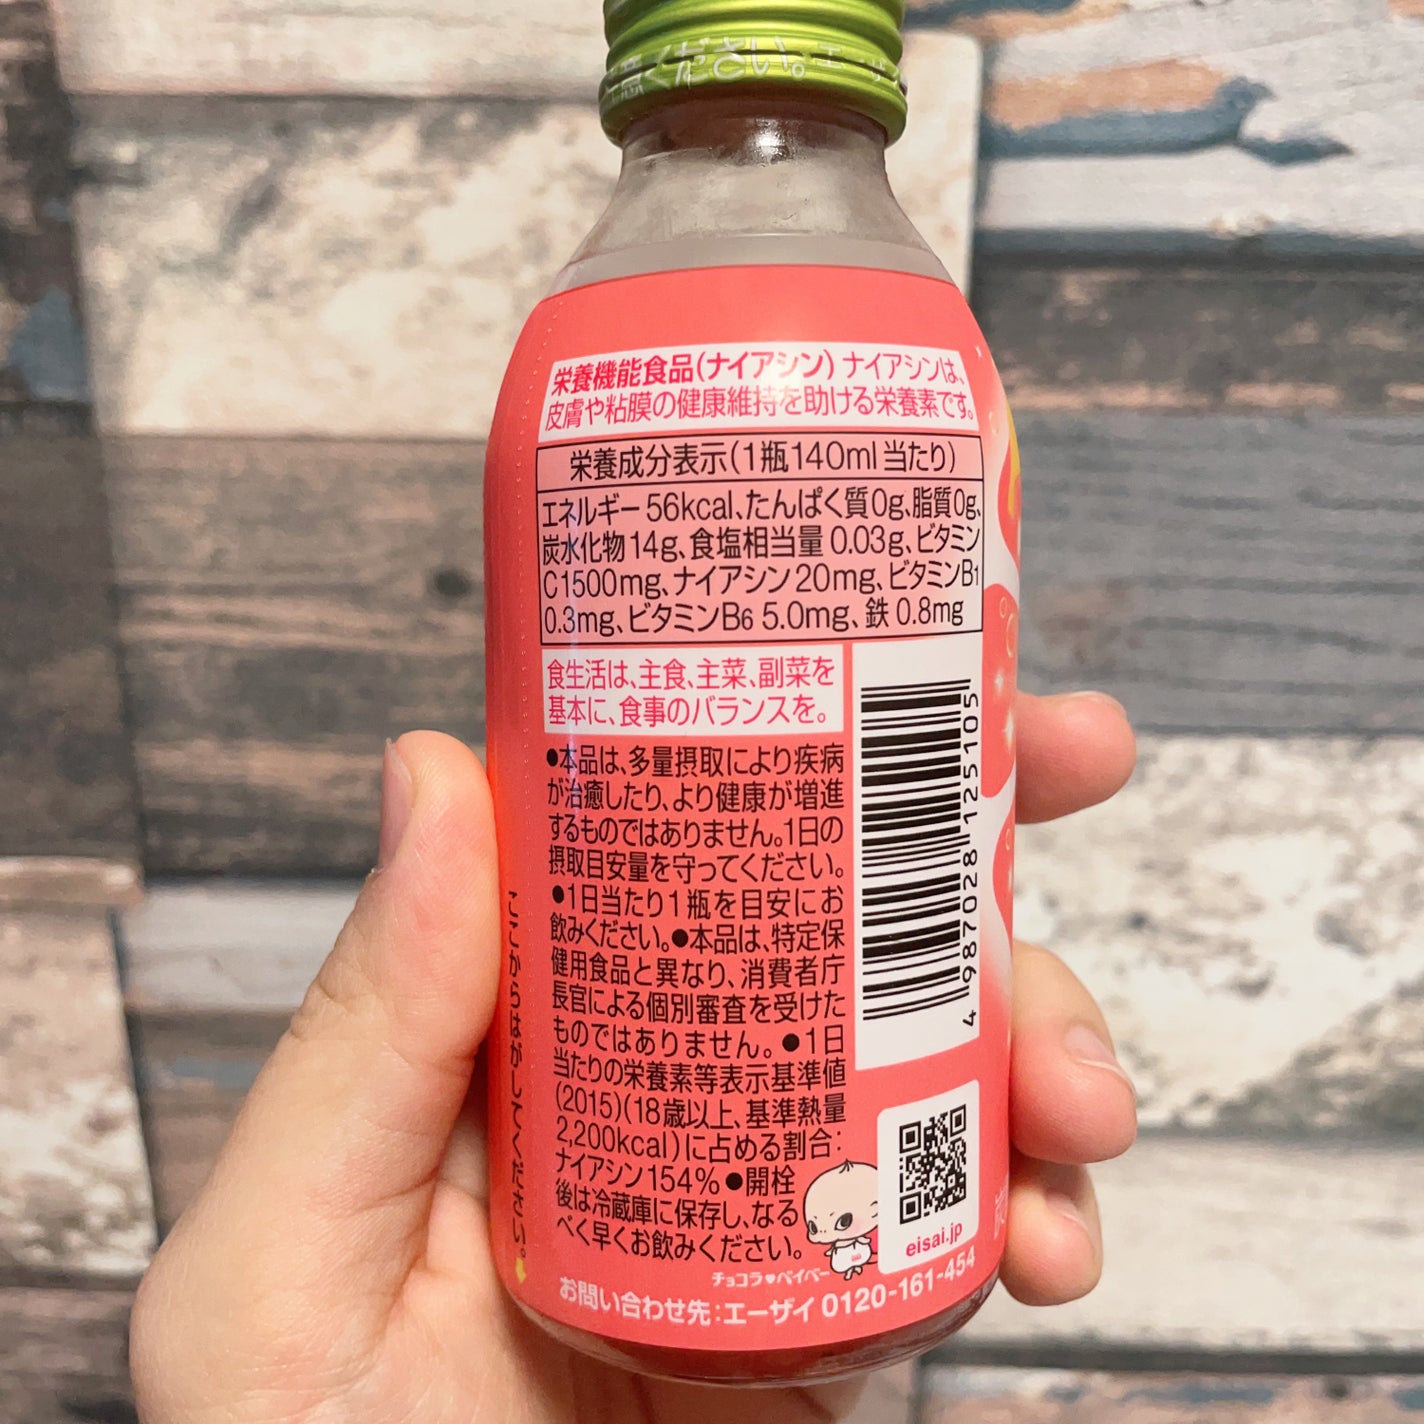 意ください。エーザイ
栄養機能食品(ナイアシン) ナイアシンは、
皮膚や粘膜の健康維持を助ける栄養素です。
栄養成分表示(1瓶140ml当たり)
エネルギー 56kcal、たんぱく質0g、脂質0g、
炭水化物14g、食塩相当量 0.03g、ビタミン
C1500mg、ナイアシン20mg、ビタミンB1
0.3mg、ビタミンB6 5.0mg、鉄 0.8mg
食生活は、主食、主菜、副菜を
基本に、食事のバランスを。
●本品は、多量摂取により疾病
が治癒したり、より健康が増進
するものではありません。1日の
摂取目安量を守ってください。
●1日当たり1瓶を目安にお
飲みください。●本品は、特定保
健用食品と異なり、消費者庁
長官による個別審査を受けた
ものではありません。●1日
当たりの栄養素等表示基準値
(2015)(18歳以上、基準熱量
2,200kcal)に占める割合:
ナイアシン154% ●開栓
後は冷蔵庫に保存し、なる
べく早くお飲みください。
チョコラ♥ベイベー
お問い合わせ先:エーザイ 0120-161-454
ここからはがしてください。
4 987028 125105
eisai.jp